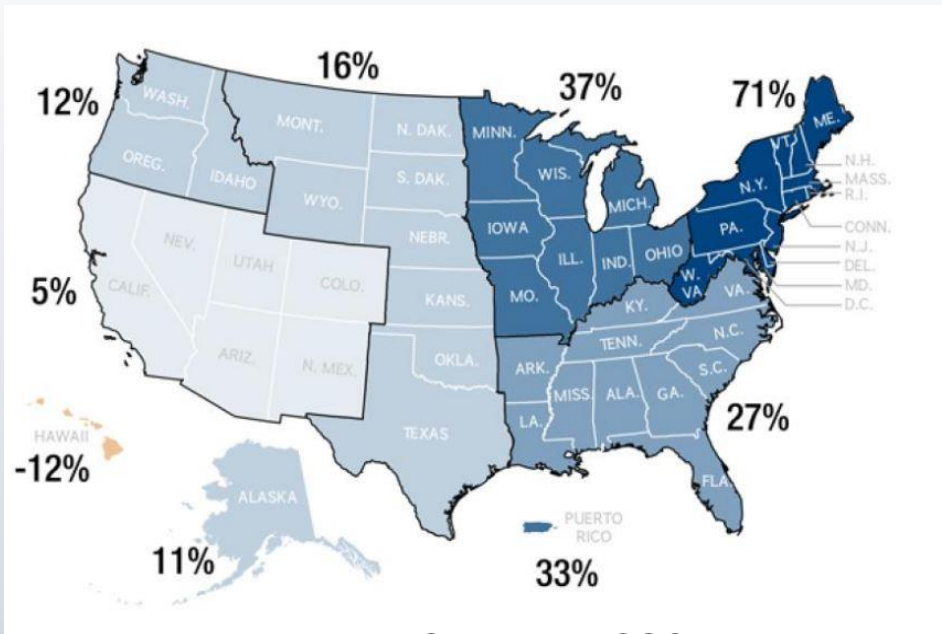 16%
37%
71%
12%
WASH.
MONT.
N. DAK.
MINN.
VT.
ME.
OREG.
IDAHO
S. DAK.
WIS.
N.Y.
N.H.
MASS.
R.I.
WYO.
MICH.
NEBR.
IOWA
PA.
CONN.
NEV.
UTAH
COLO.
ILL.
IND.
OHIO
N.J.
DEL.
5%
CALIF.
KANS.
MO.
W.
VA
VA.
MD.
D.C.
KY.
ARIZ.
N. MEX.
OKLA.
ARK.
TENN.
N.C.
S.C.
MISS.
ALA.
GA.
LA.
27%
TEXAS
HAWAII
-12%
FLA.
ALASKA
PUERTO
RICO
11%
33%